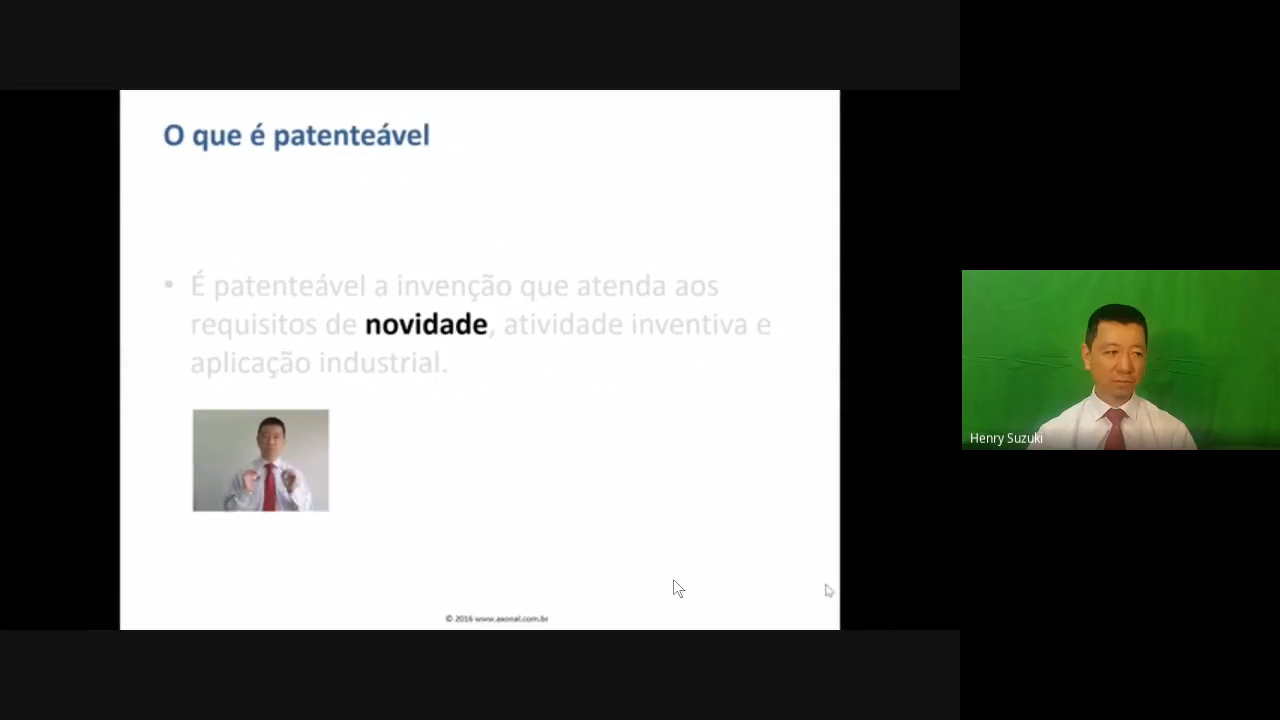 O que é patenteável
• É patenteável a invenção que atenda aos
requisitos de novidade, atividade inventiva e
aplicação industrial.
Henry Suzuki
© 2016 www.axonal.com.br